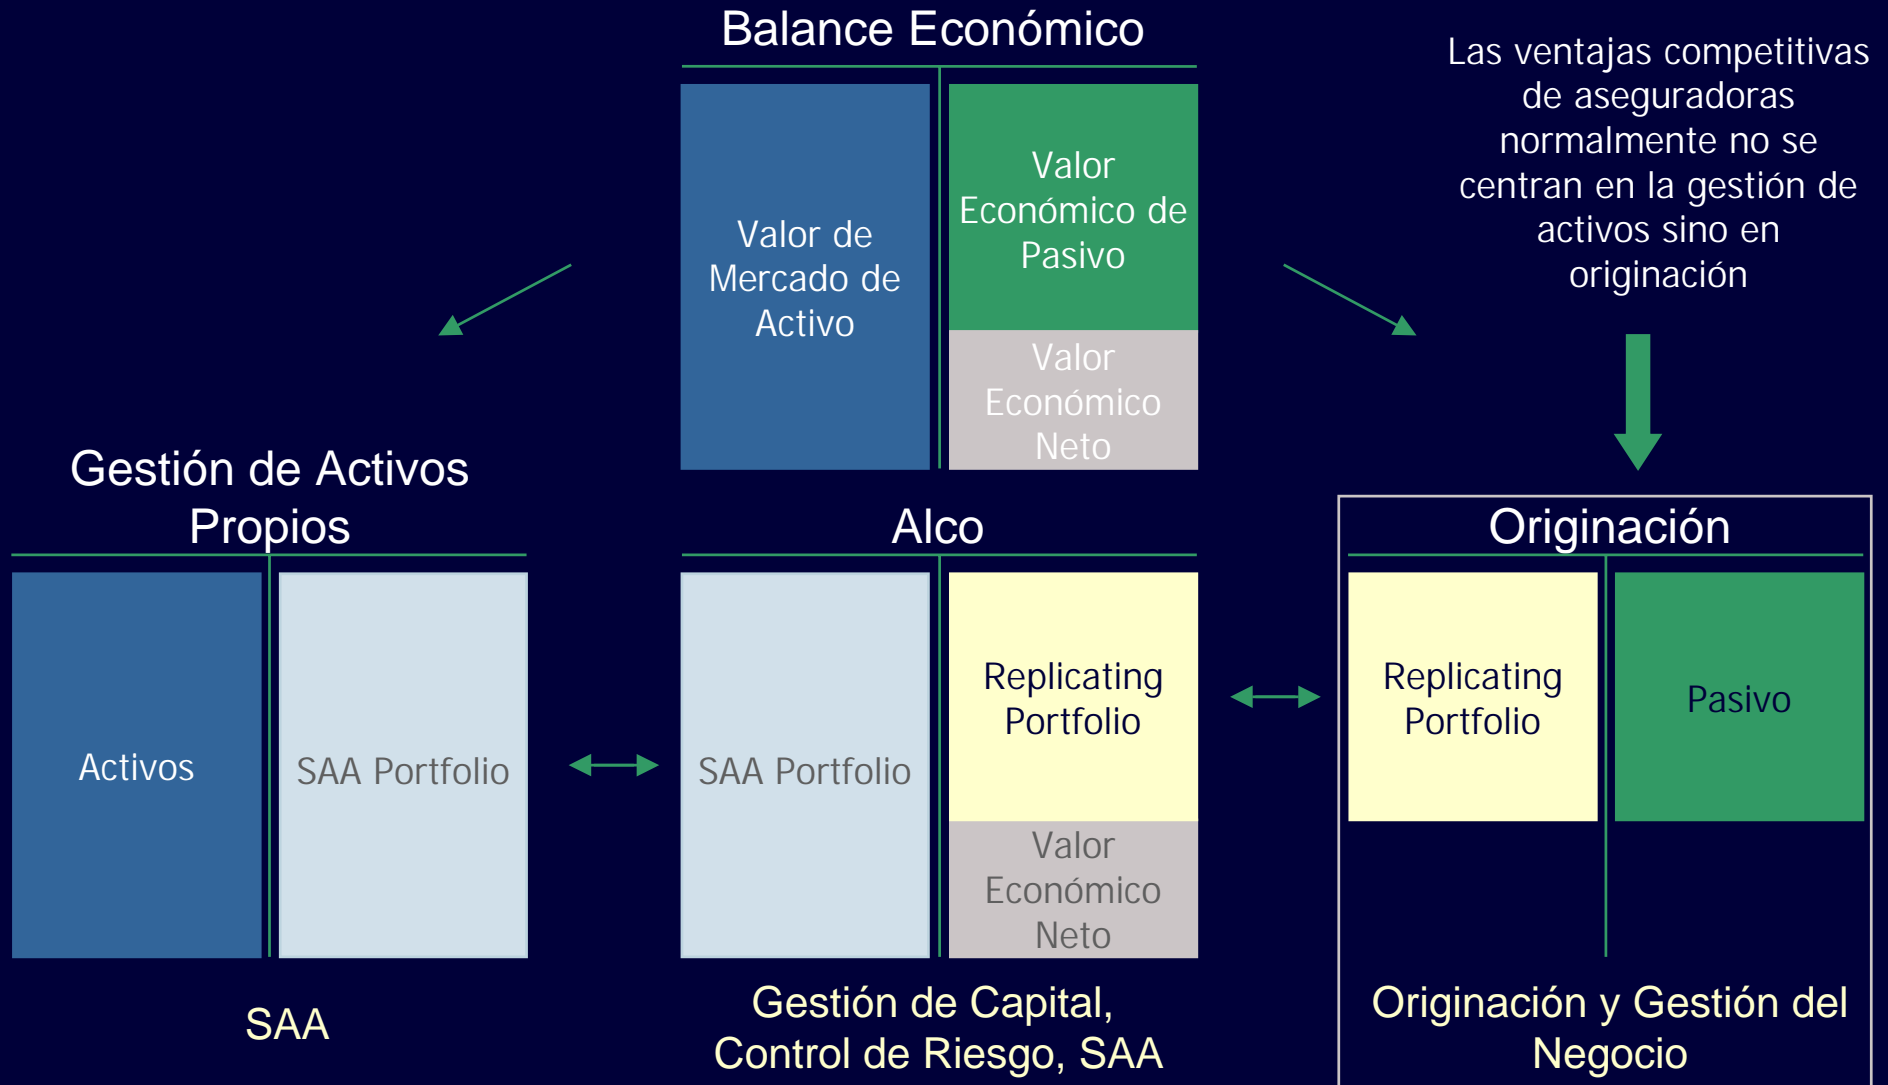 Balance Económico
Las ventajas competitivas
de aseguradoras
normalmente no se
centran en la gestión de
activos sino en
originación
Valor de
Mercado de
Activo
Valor
Económico de
Pasivo
Valor
Económico
Neto
Gestión de Activos
Propios
Activos
SAA Portfolio
SAA
Alco
SAA Portfolio
Replicating
Portfolio
Valor
Económico
Neto
Gestión de Capital,
Control de Riesgo, SAA
Originación
Replicating
Portfolio
Pasivo
Originación y Gestión del
Negocio